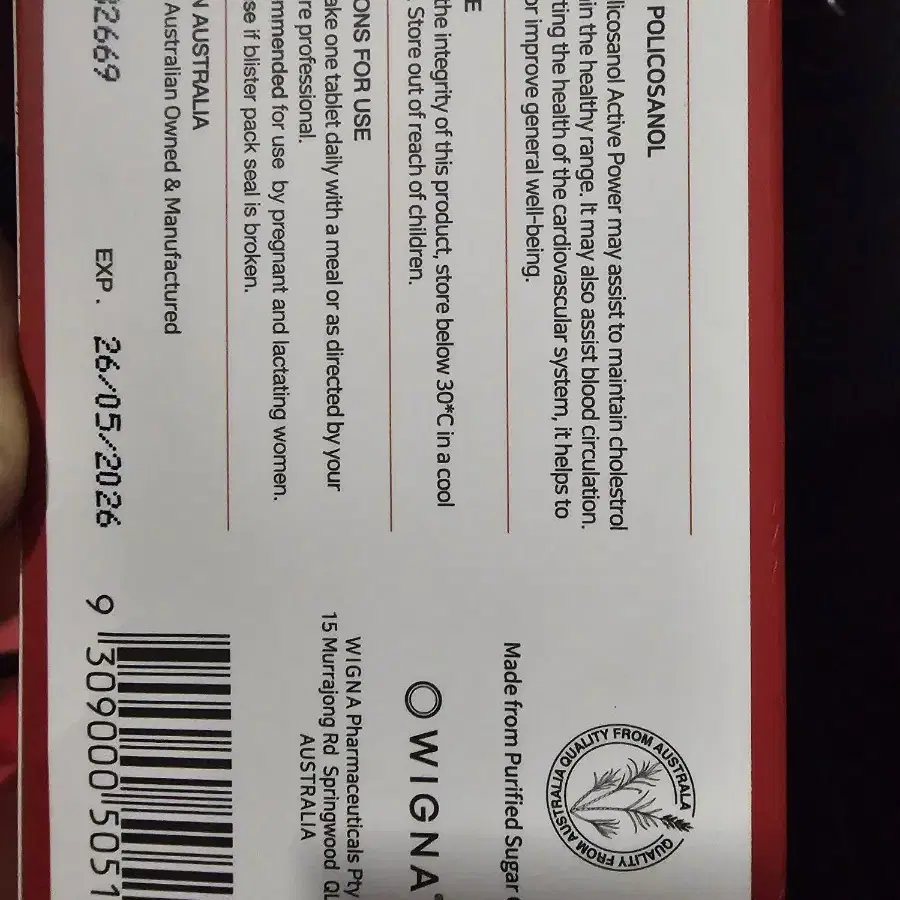 POLICOSANOL
licosanol Active Power may assist to maintain cholestrol
in the healthy range. It may also assist blood circulation.
ting the health of the cardiovascular system, it helps to
or improve general well-being.
E
the integrity of this product, store below 30*C in a cool
. Store out of reach of children.
ONS FOR USE
ake one tablet daily with a meal or as directed by your
re professional.
mmended for use by pregnant and lactating women.
se if blister pack seal is broken.
N AUSTRALIA
Australian Owned & Manufactured
92669 EXP. 26/05/2026
QUALITY FROM AUSTRALA
QUALITY FROM AUSTRALIA
Made from Purified Sugar
WIGNA
WIGNA Pharmaceuticals Pty
15 Murrajong Rd Springwood QL
AUSTRALIA
9 309000 5051